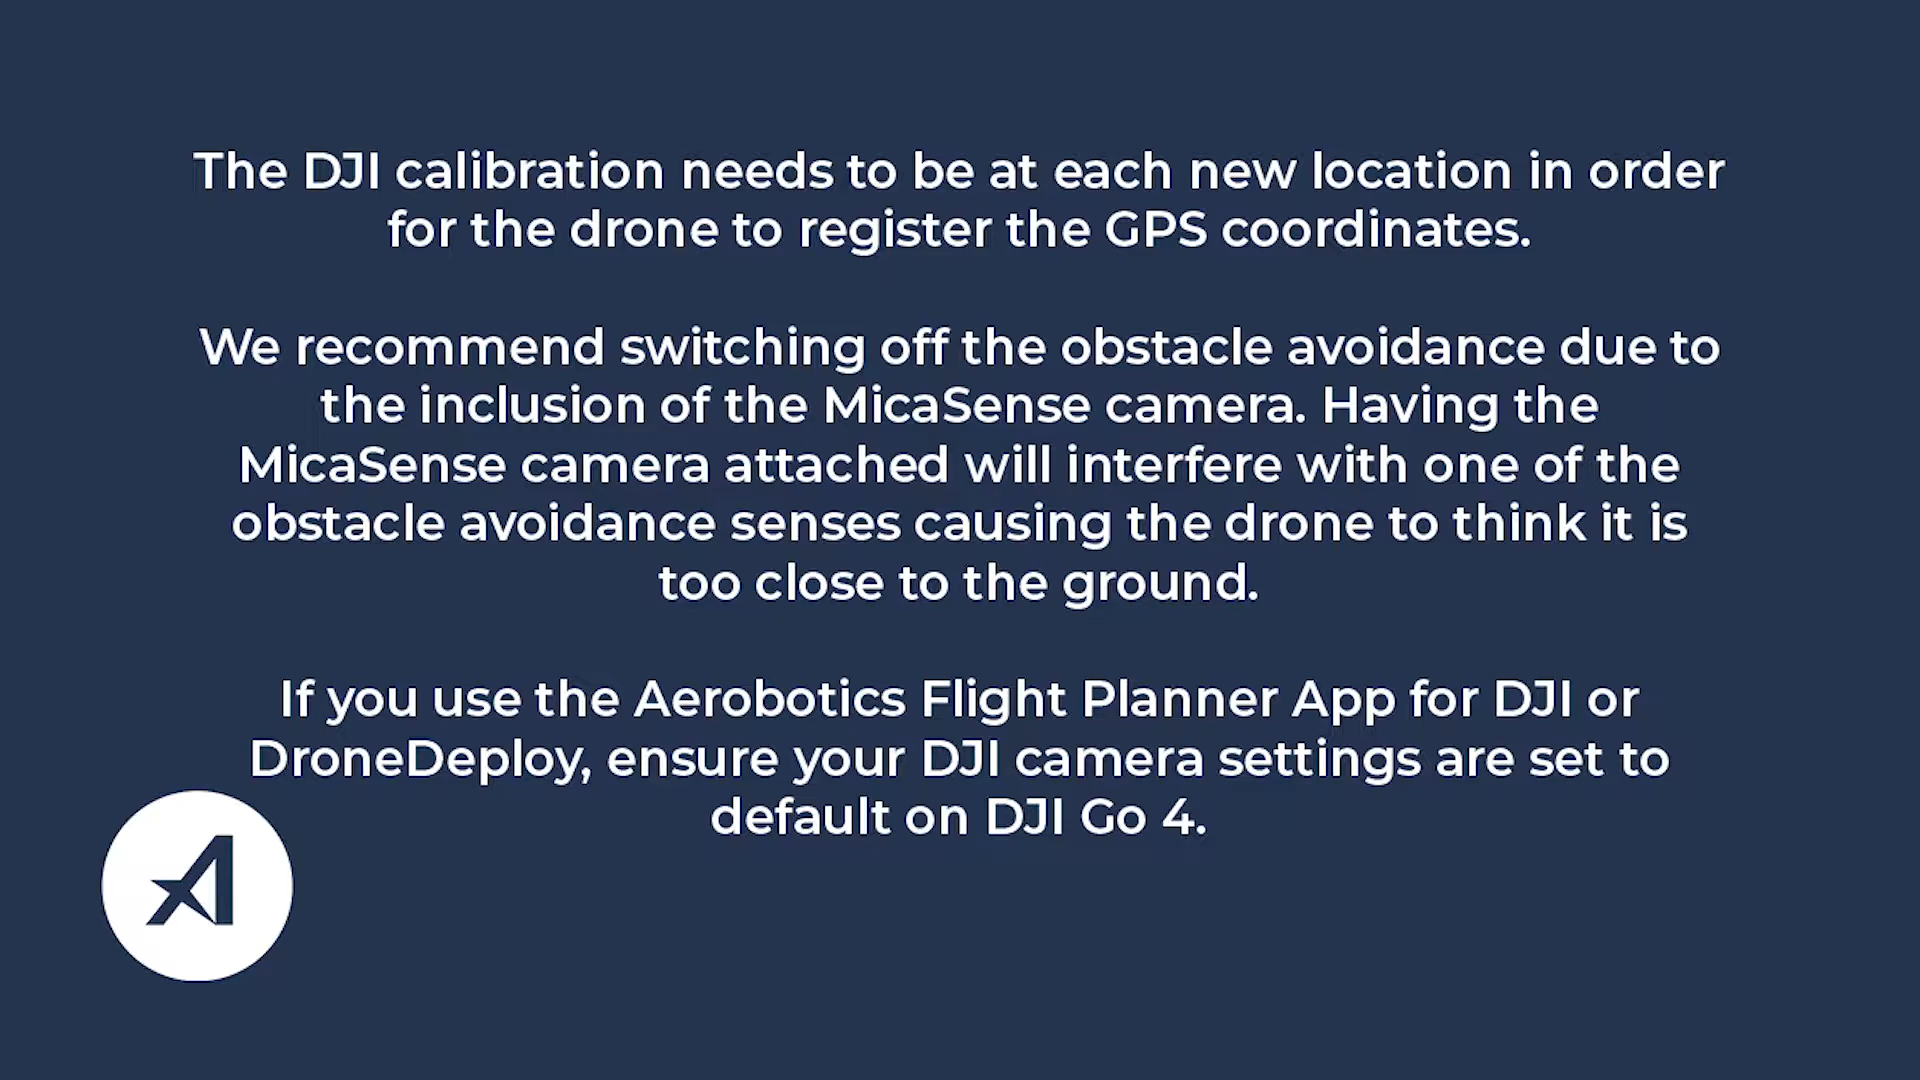 The DJI calibration needs to be at each new location in order
for the drone to register the GPS coordinates.
We recommend switching off the obstacle avoidance due to
the inclusion of the MicaSense camera. Having the
MicaSense camera attached will interfere with one of the
obstacle avoidance senses causing the drone to think it is
too close to the ground.
If you use the Aerobotics Flight Planner App for DJI or
DroneDeploy, ensure your DJI camera settings are set to
default on DJI Go 4.